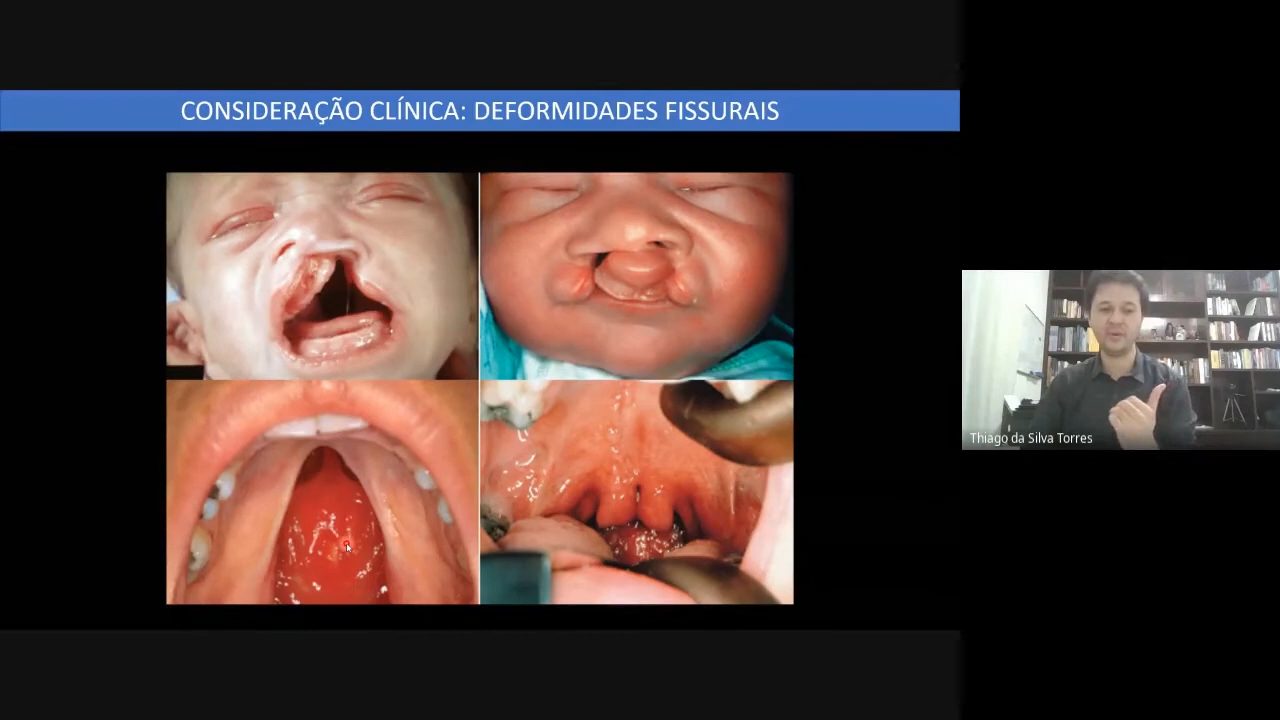 CONSIDERAÇÃO CLÍNICA: DEFORMIDADES FISSURAIS
Thiago da Silva Torres